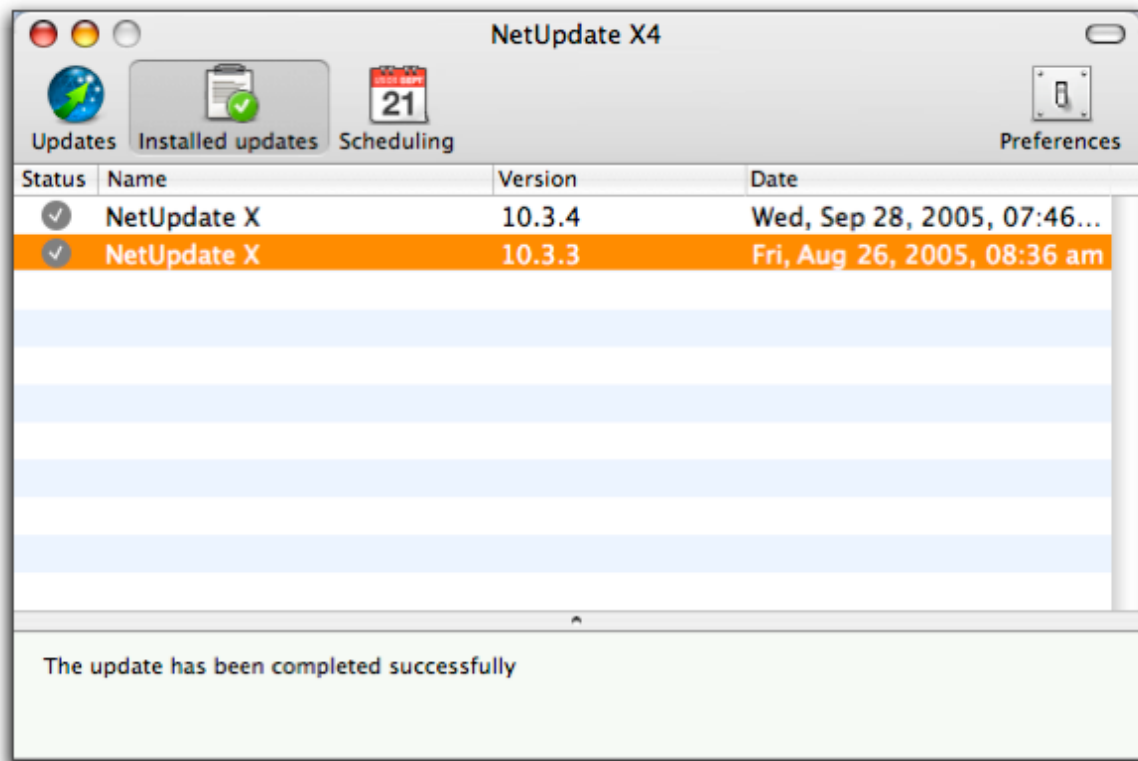 NetUpdate X4
21
Updates Installed updates Scheduling Preferences
Status Name Version Date
NetUpdate X 10.3.4 Wed, Sep 28, 2005, 07:46...
NetUpdate X 10.3.3 Fri, Aug 26, 2005, 08:36 am
The update has been completed successfully